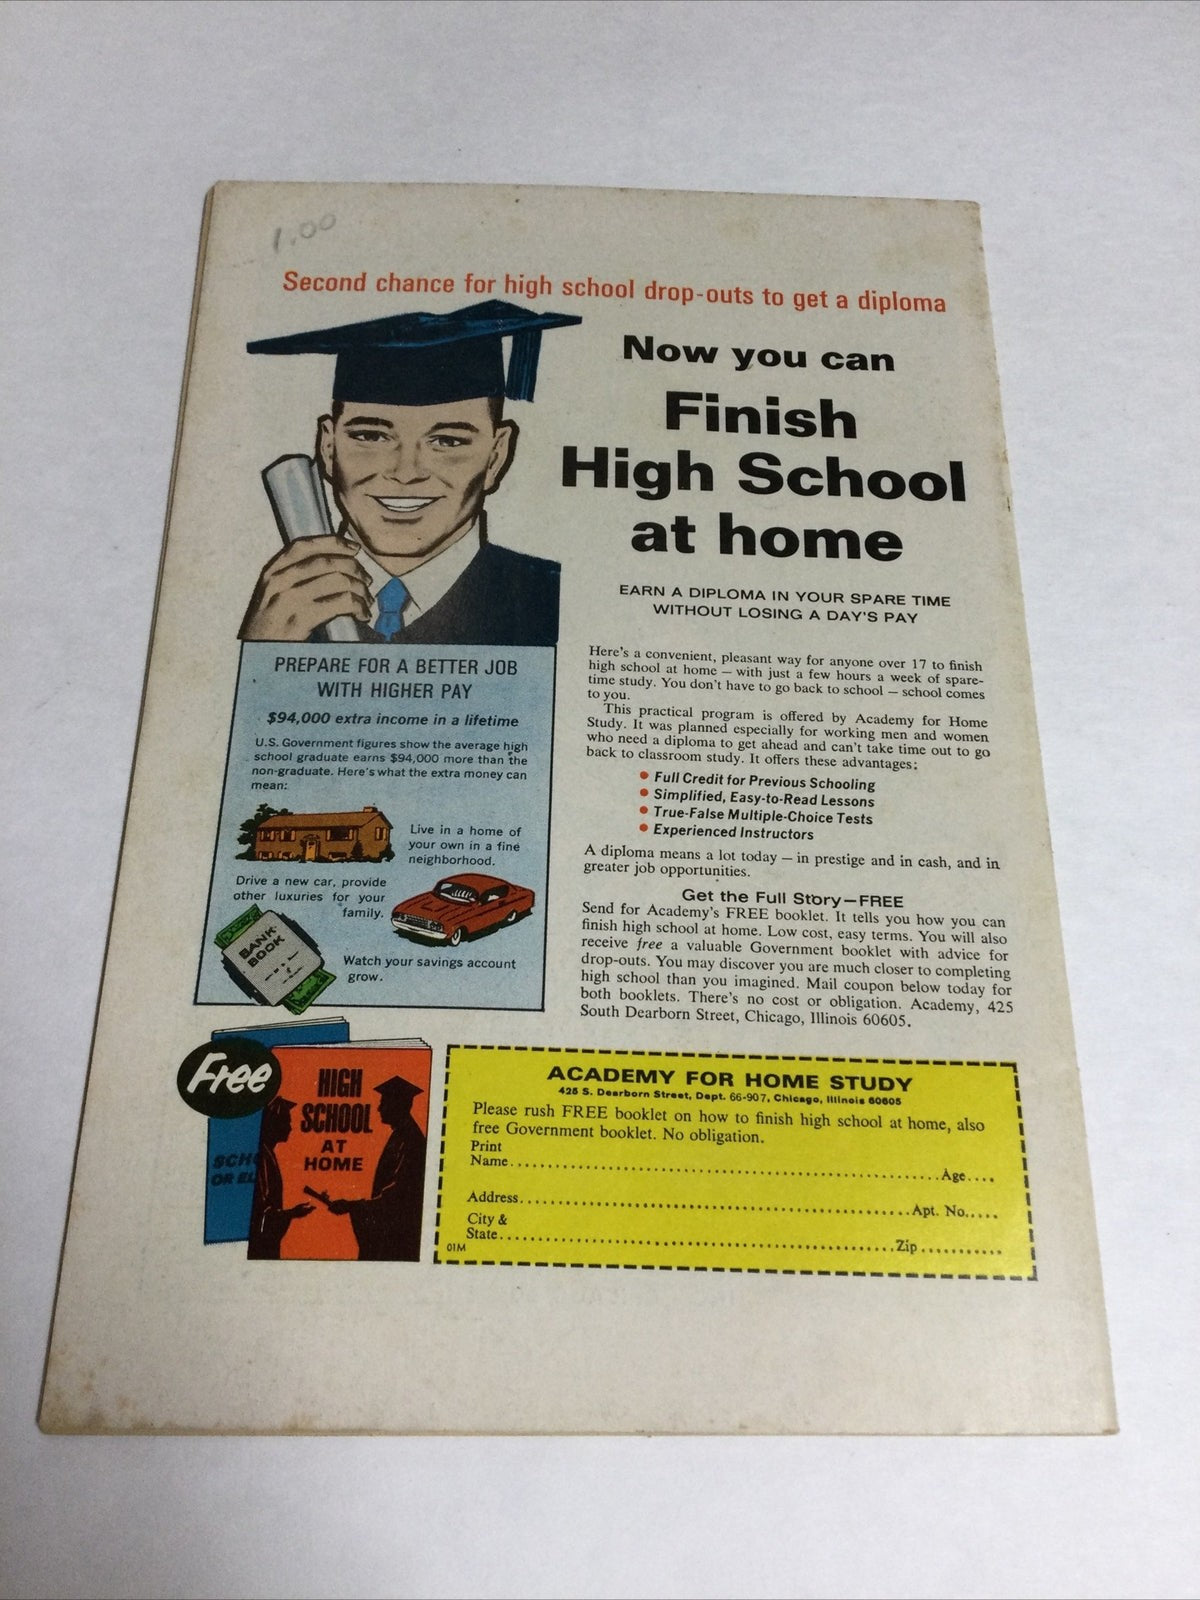 1.00
Second chance for high school drop-outs to get a diploma
Now you can
Finish
High School
at home
EARN A DIPLOMA IN YOUR SPARE TIME
WITHOUT LOSING A DAY'S PAY
PREPARE FOR A BETTER JOB
WITH HIGHER PAY
$94,000 extra income in a lifetime
U.S. Government figures show the average high
school graduate earns $94,000 more than the
non-graduate. Here's what the extra money can
mean:
Live in a home of
your own in a fine
neighborhood.
Drive a new car, provide
other luxuries for your
family.
BANK
BOOK
Watch your savings account
grow.
Here's a convenient, pleasant way for anyone over 17 to finish
high school at home — with just a few hours a week of spare-
time study. You don't have to go back to school — school comes
to you.
This practical program is offered by Academy for Home
Study. It was planned especially for working men and women
who need a diploma to get ahead and can't take time out to go
back to classroom study. It offers these advantages:
• Full Credit for Previous Schooling
• Simplified, Easy-to-Read Lessons
• True-False Multiple-Choice Tests
• Experienced Instructors
A diploma means a lot today — in prestige and in cash, and in
greater job opportunities.
Get the Full Story—FREE
Send for Academy's FREE booklet. It tells you how you can
finish high school at home. Low cost, easy terms. You will also
receive free a valuable Government booklet with advice for
drop-outs. You may discover you are much closer to completing
high school than you imagined. Mail coupon below today for
both booklets. There's no cost or obligation. Academy, 425
South Dearborn Street, Chicago, Illinois 60605.
Free
HIGH
SCHOOL
AT
HOME
SCHO
OR EL
ACADEMY FOR HOME STUDY
425 S. Dearborn Street, Dept. 66-907, Chicago, Illinois 60605
Please rush FREE booklet on how to finish high school at home, also
free Government booklet. No obligation.
Print
Name.......................................................Age....
Address.......................................................Apt. No.....
City &
State.......................................................Zip...........
01M